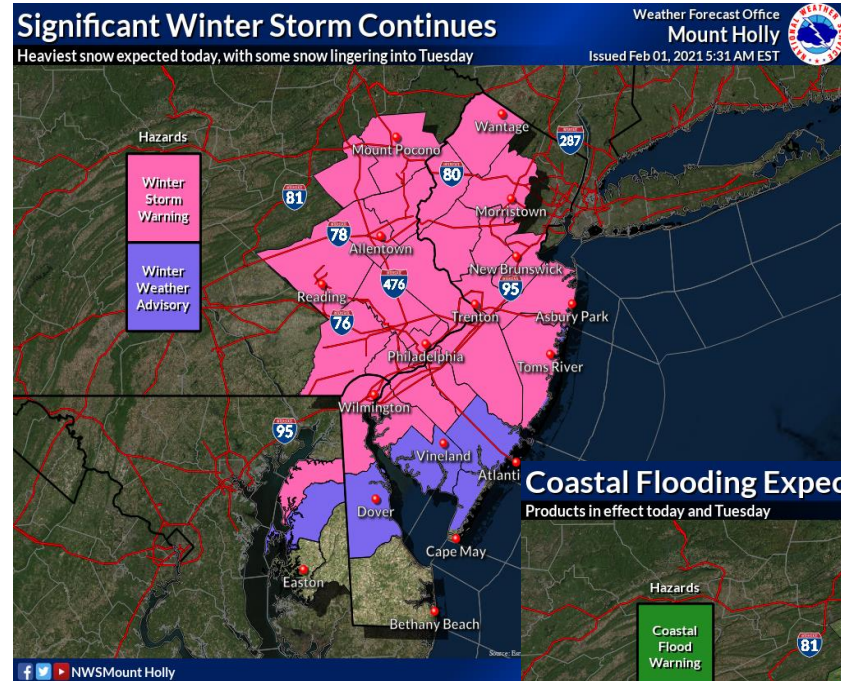 Significant Winter Storm Continues
Heaviest snow expected today, with some snow lingering into Tuesday
Weather Forecast Office
Mount Holly
Issued Feb 01, 2021 5:31 AM EST
NATIONAL WEATHER SERVICE
Hazards
Winter
Storm
Warning
Winter
Weather
Advisory
Wantage
287
Mount Pocono
80
81
Morristown
78
Allentown
New Brunswick
476
95
Reading
Trenton
Asbury Park
76
Philadelphia
Toms River
Wilmington
95
Vineland
Atlanti
Dover
Cape May
Easton
Bethany Beach
NWSMount Holly
Coastal Flooding Expec
Products in effect today and Tuesday
Hazards
Coastal
Flood
Warning
81